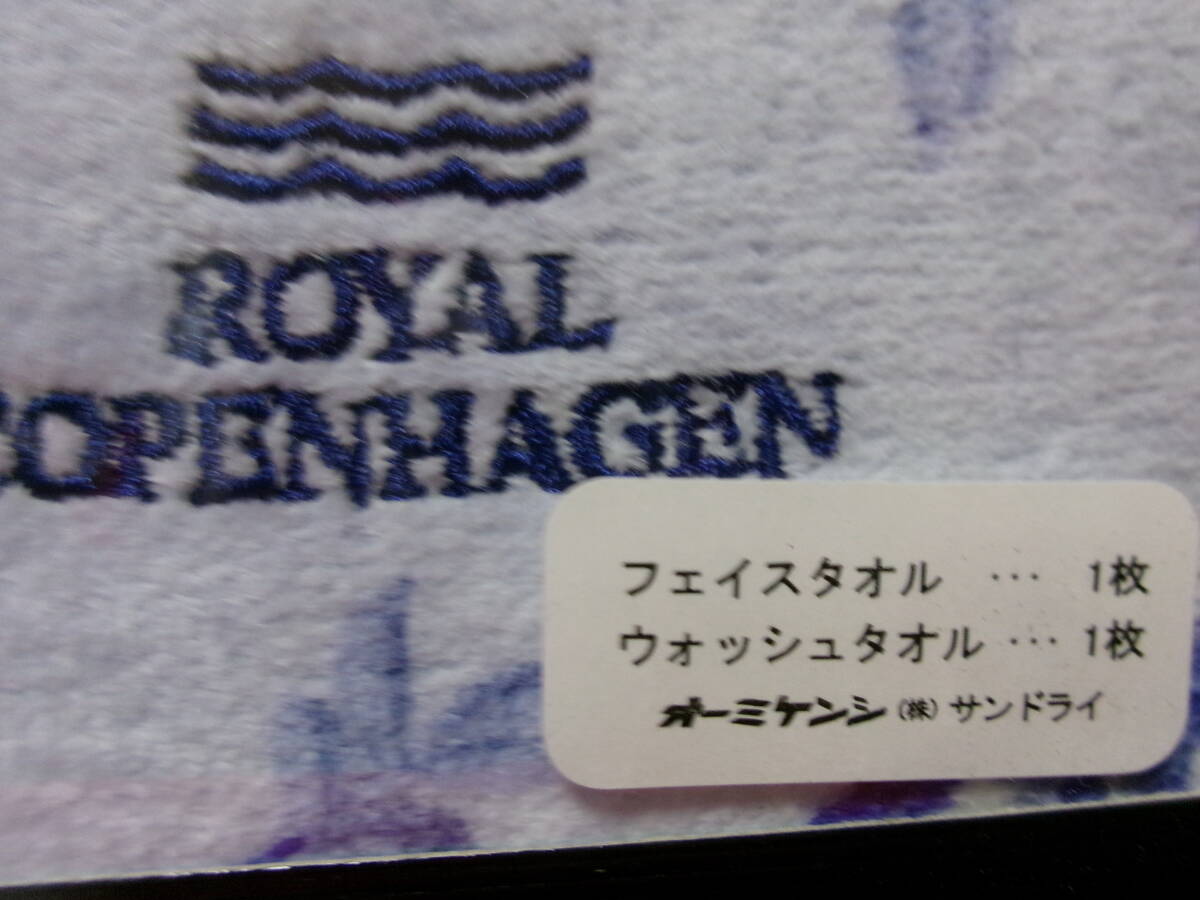 ROYAL
COPENHAGEN
フェイスタオル … 1枚
ウォッシュタオル … 1枚
オーミケンシ㈱サンドライ